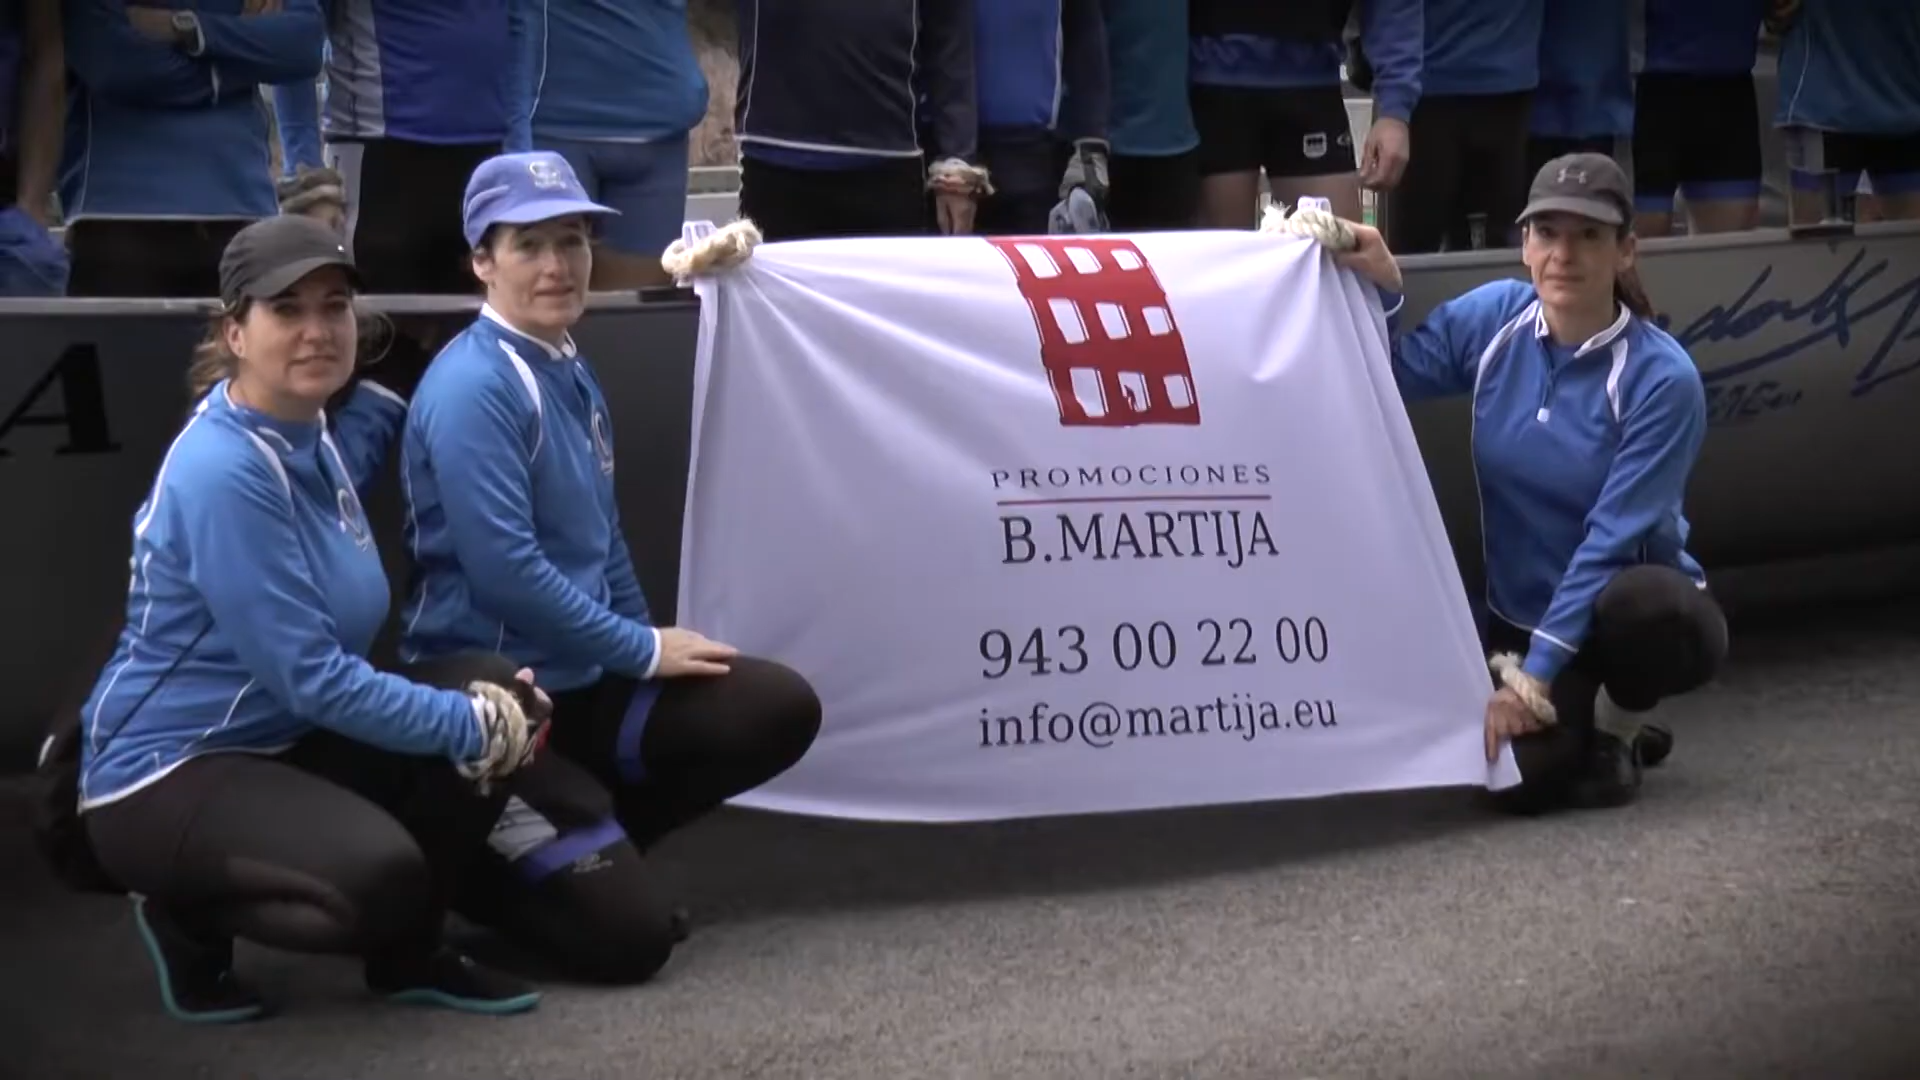 PROMOCIONES
B.MARTIJA
943 00 22 00
info@martija.eu
A